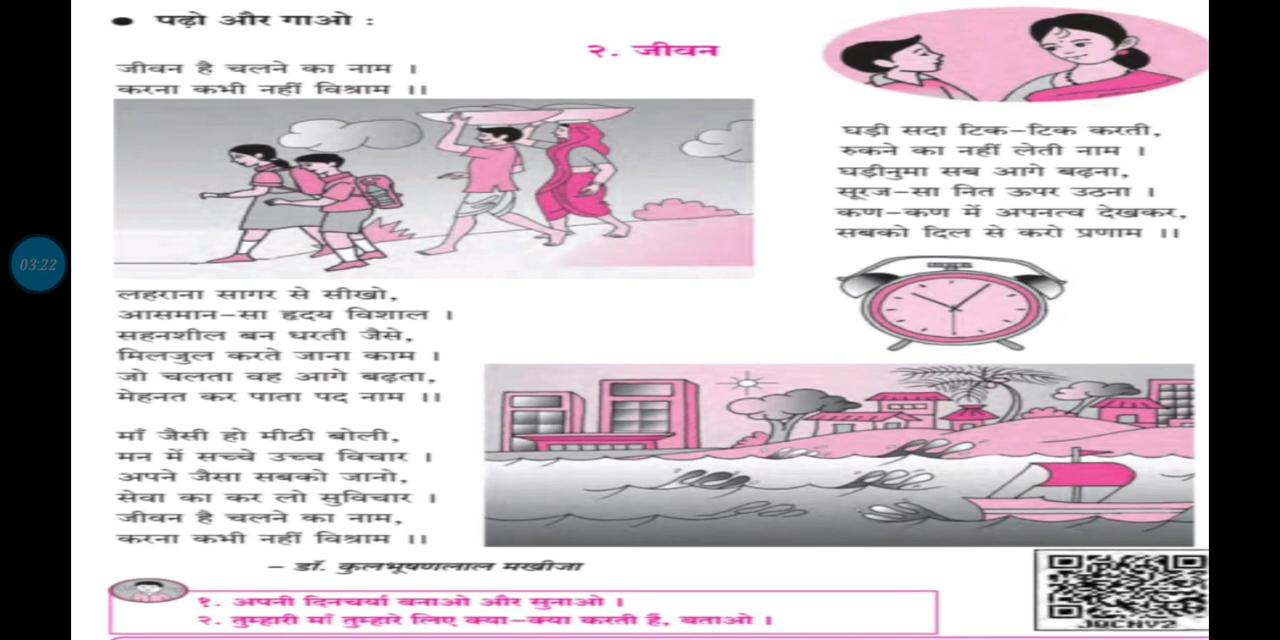 03:22
● पढ़ो और गाओ :
२. जीवन
जीवन है चलने का नाम ।
करना कभी नहीं विश्राम ।।
घड़ी सदा टिक-टिक करती,
रुकने का नहीं लेती नाम ।
घड़ीनुमा सब आगे बढ़ना,
सूरज-सा नित ऊपर उठना ।
कण-कण में अपनत्व देखकर,
सबको दिल से करो प्रणाम ।।
लहराना सागर से सीखो,
आसमान-सा हृदय विशाल ।
सहनशील बन धरती जैसे,
मिलजुल करते जाना काम ।
जो चलता वह आगे बढ़ता,
मेहनत कर पाता पद नाम ।।
माँ जैसी हो मीठी बोली,
मन में सच्चे उच्च विचार ।
अपने जैसा सबको जानो,
सेवा का कर लो सुविचार ।
जीवन है चलने का नाम,
करना कभी नहीं विश्राम ।।
- डॉ. कुलभूषणलाल मखीजा
१. अपनी दिनचर्या बनाओ और सुनाओ ।
२. तुम्हारी माँ तुम्हारे लिए क्या-क्या करती हैं, बताओ ।
J9CHV2